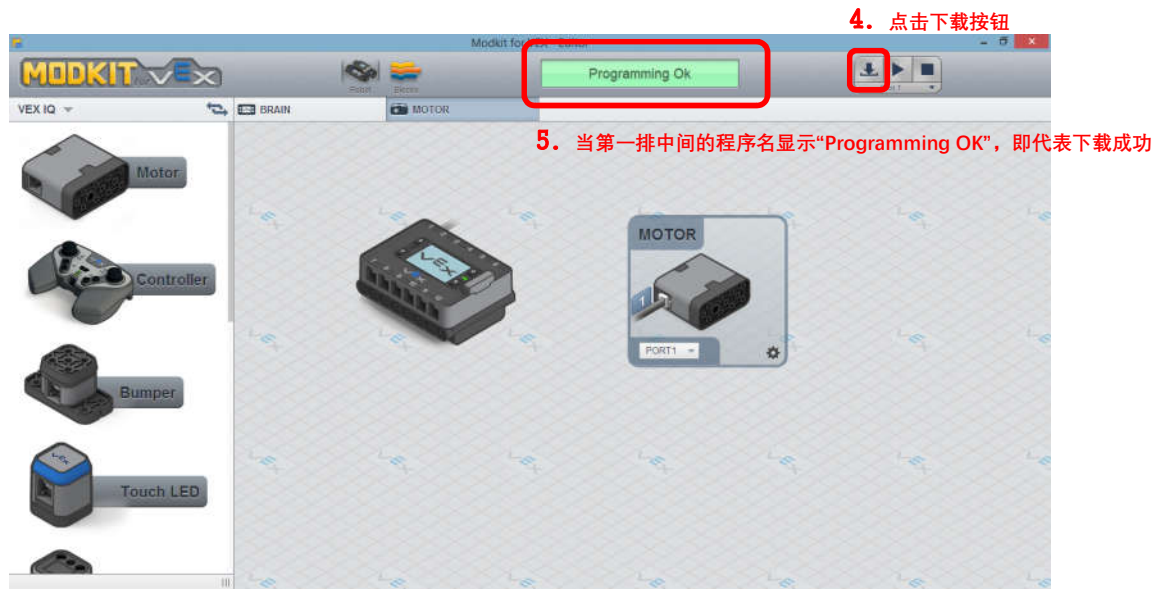 4. 点击下载按钮
Modkit for VEX - Editor
MODKIT vEx
Robot
Blocks
Programming Ok
VEX IQ
BRAIN
MOTOR
5. 当第一排中间的程序名显示“Programming OK”，即代表下载成功
Motor
Controller
Bumper
Touch LED
MOTOR
1
PORT1
vEx